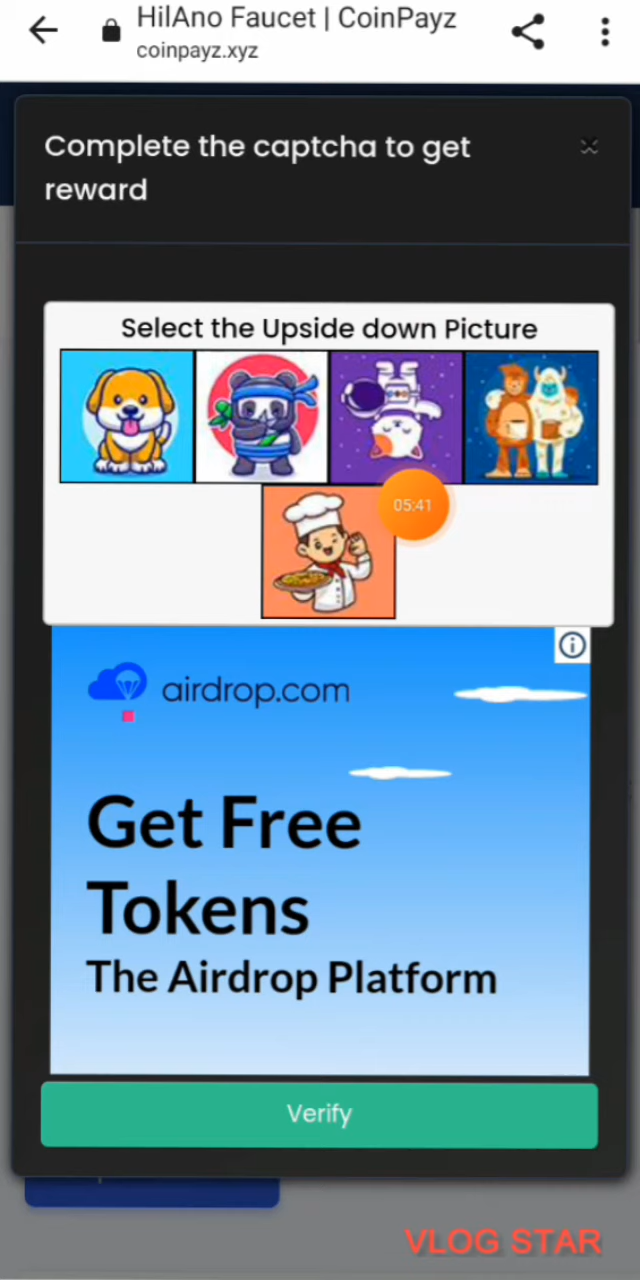 HilAno Faucet | CoinPayz
coinpayz.xyz
Complete the captcha to get
reward
Select the Upside down Picture
05:41
airdrop.com
Get Free
Tokens
The Airdrop Platform
Verify
VLOG STAR